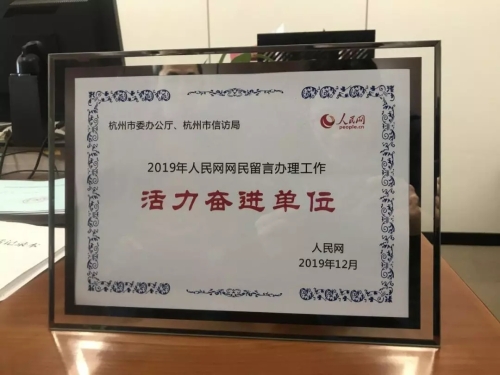 杭州市委办公厅、杭州市信访局
人民网
people.cn
2019年人民网网民留言办理工作
活力奋进单位
人民网
2019年12月